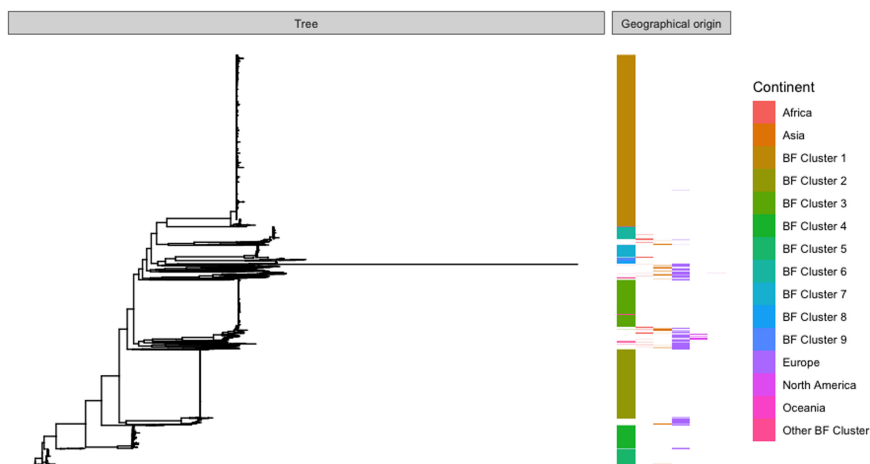 Tree
Geographical origin
Continent
Africa
Asia
BF Cluster 1
BF Cluster 2
BF Cluster 3
BF Cluster 4
BF Cluster 5
BF Cluster 6
BF Cluster 7
BF Cluster 8
BF Cluster 9
Europe
North America
Oceania
Other BF Cluster